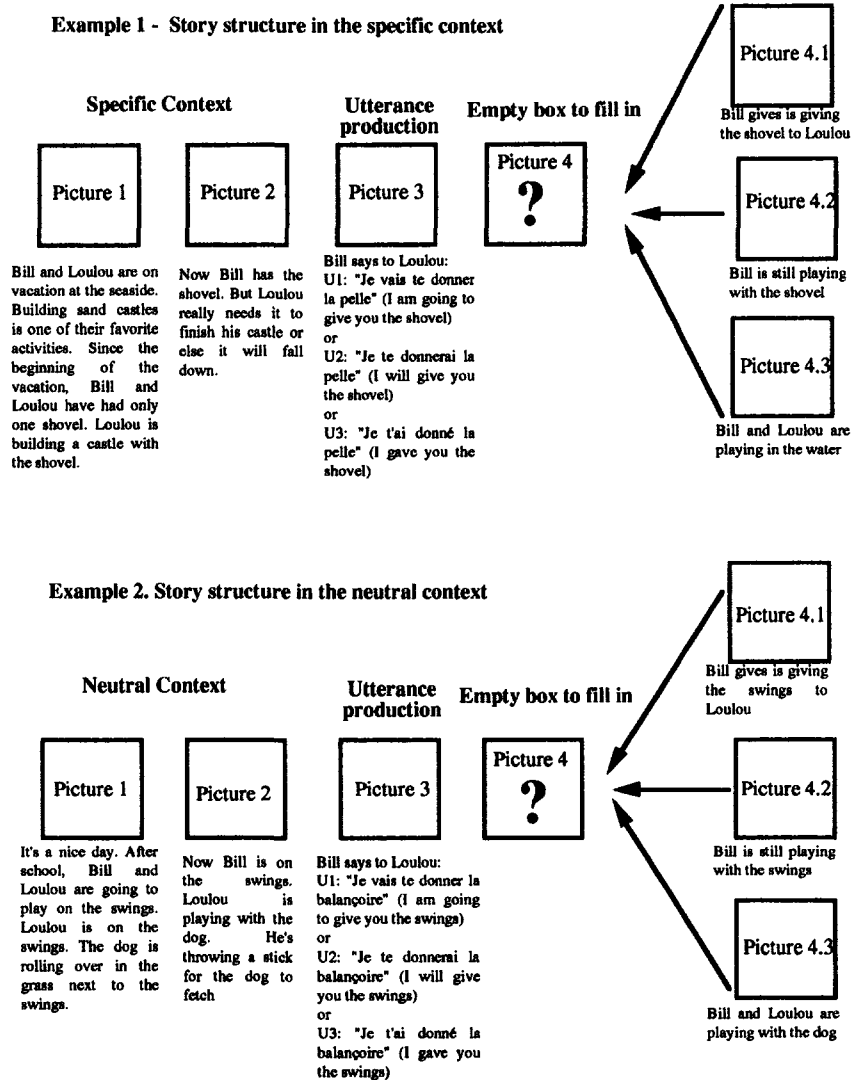 Example 1 - Story structure in the specific context
Specific Context
Utterance
production
Empty box to fill in
Picture 1
Bill and Loulou are on
vacation at the seaside.
Building sand castles
is one of their favorite
activities. Since the
beginning of the
vacation, Bill and
Loulou have had only
one shovel. Loulou is
building a castle with
the shovel.
Picture 2
Now Bill has the
shovel. But Loulou
really needs it to
finish his castle or
else it will fall
down.
Picture 3
Bill says to Loulou:
U1: "Je vais te donner
la pelle" (I am going to
give you the shovel)
or
U2: "Je te donnerai la
pelle" (I will give you
the shovel)
or
U3: "Je t'ai donné la
pelle" (I gave you the
shovel)
Picture 4
?
Picture 4.1
Bill gives is giving
the shovel to Loulou
Picture 4.2
Bill is still playing
with the shovel
Picture 4.3
Bill and Loulou are
playing in the water
Example 2. Story structure in the neutral context
Neutral Context
Utterance
production
Empty box to fill in
Picture 1
It's a nice day. After
school, Bill and
Loulou are going to
play on the swings.
Loulou is on the
swings. The dog is
rolling over in the
grass next to the
swings.
Picture 2
Now Bill is on
the swings.
Loulou is
playing with the
dog. He's
throwing a stick
for the dog to
fetch
Picture 3
Bill says to Loulou:
U1: "Je vais te donner la
balançoire" (I am going
to give you the swings)
or
U2: "Je te donnerai la
balançoire" (I will give
you the swings)
or
U3: "Je t'ai donné la
balançoire" (I gave you
the swings)
Picture 4
?
Picture 4.1
Bill gives is giving
the swings to
Loulou
Picture 4.2
Bill is still playing
with the swings
Picture 4.3
Bill and Loulou are
playing with the dog